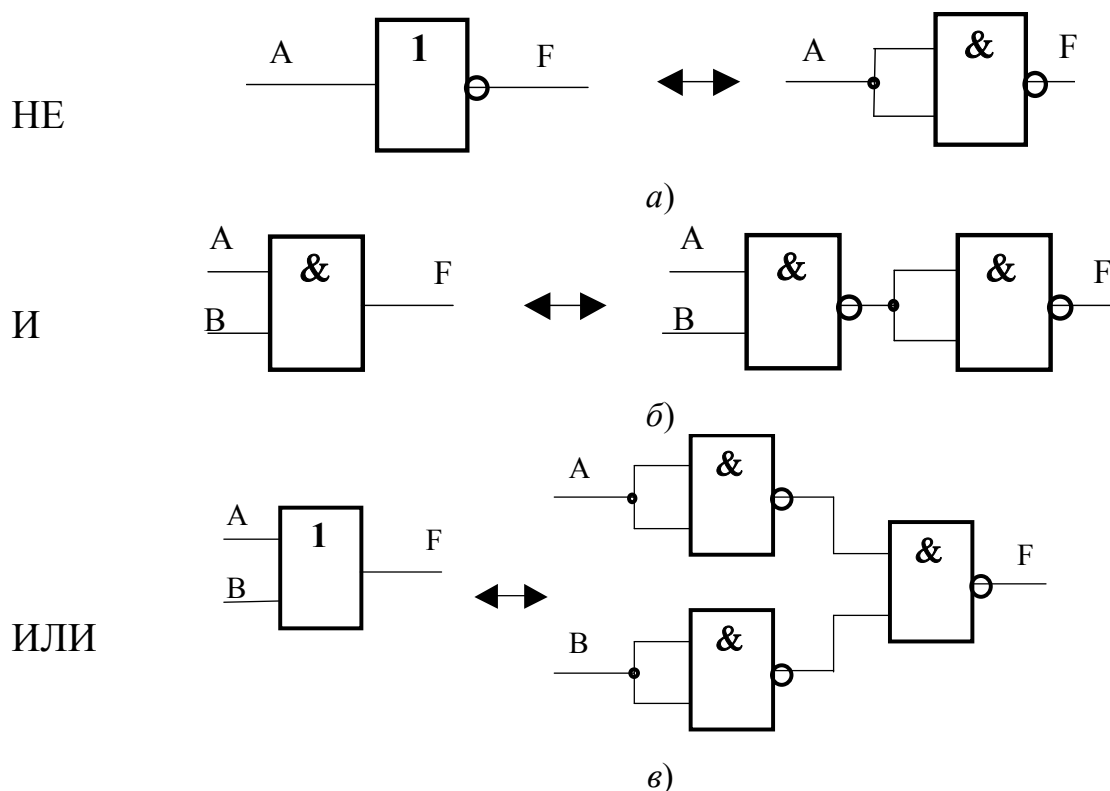 A 1 F A & F
НЕ
а)
A & F A & & F
B B
И
б)
A & & F
A 1 F
B B &
ИЛИ
в)